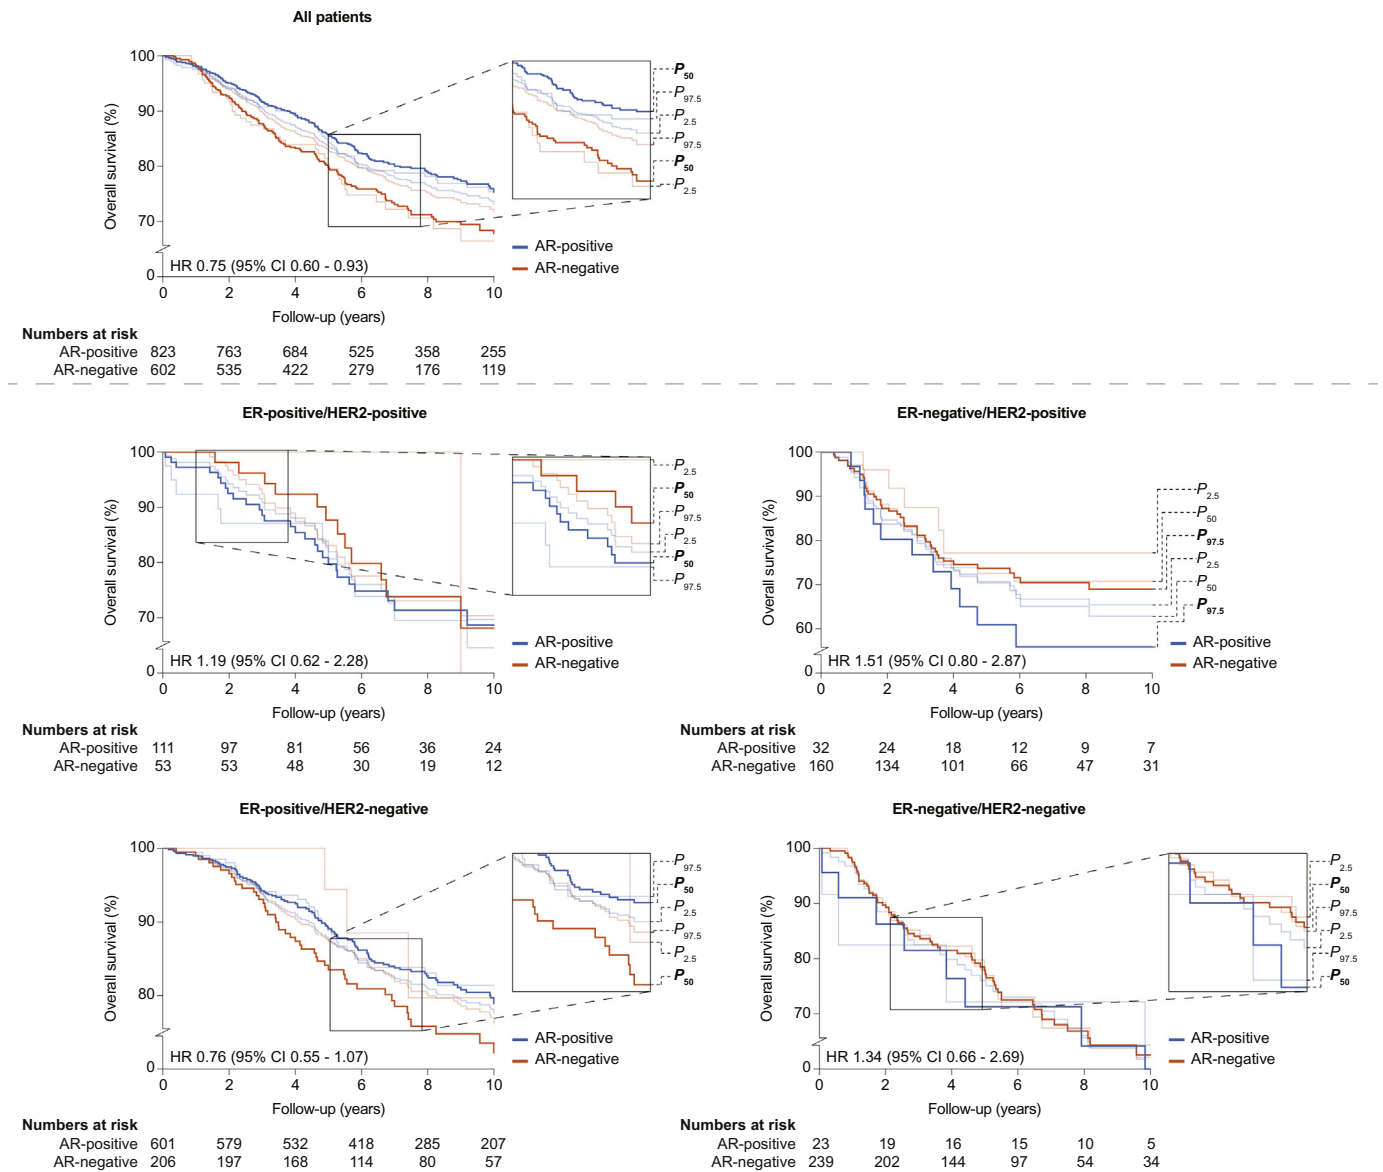 All patients
Overall survival (%)
100
90
80
70
0
P50
P97.5
P2.5
P97.5
P50
P2.5
AR-positive
AR-negative
HR 0.75 (95% CI 0.60 - 0.93)
0 2 4 6 8 10
Follow-up (years)
Numbers at risk
AR-positive 823 763 684 525 358 255
AR-negative 602 535 422 279 176 119
ER-positive/HER2-positive
Overall survival (%)
100
90
80
70
0
P2.5
P50
P97.5
P2.5
P50
P97.5
AR-positive
AR-negative
HR 1.19 (95% CI 0.62 - 2.28)
0 2 4 6 8 10
Follow-up (years)
Numbers at risk
AR-positive 111 97 81 56 36 24
AR-negative 53 53 48 30 19 12
ER-negative/HER2-positive
Overall survival (%)
100
90
80
70
60
0
P2.5
P50
P97.5
P2.5
P50
P97.5
AR-positive
AR-negative
HR 1.51 (95% CI 0.80 - 2.87)
0 2 4 6 8 10
Follow-up (years)
Numbers at risk
AR-positive 32 24 18 12 9 7
AR-negative 160 134 101 66 47 31
ER-positive/HER2-negative
Overall survival (%)
100
90
80
0
P97.5
P50
P2.5
P97.5
P2.5
P50
AR-positive
AR-negative
HR 0.76 (95% CI 0.55 - 1.07)
0 2 4 6 8 10
Follow-up (years)
Numbers at risk
AR-positive 601 579 532 418 285 207
AR-negative 206 197 168 114 80 57
ER-negative/HER2-negative
Overall survival (%)
100
90
80
70
0
P2.5
P50
P97.5
P2.5
P97.5
P50
AR-positive
AR-negative
HR 1.34 (95% CI 0.66 - 2.69)
0 2 4 6 8 10
Follow-up (years)
Numbers at risk
AR-positive 23 19 16 15 10 5
AR-negative 239 202 144 97 54 34